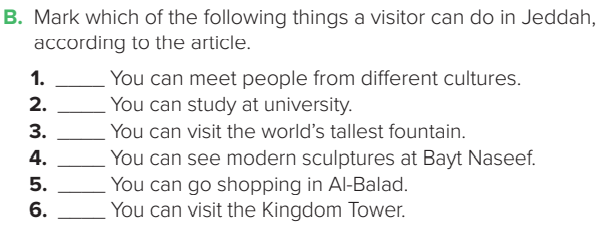 B. Mark which of the following things a visitor can do in Jeddah,
according to the article.
1. _____ You can meet people from different cultures.
2. _____ You can study at university.
3. _____ You can visit the world's tallest fountain.
4. _____ You can see modern sculptures at Bayt Naseef.
5. _____ You can go shopping in Al-Balad.
6. _____ You can visit the Kingdom Tower.